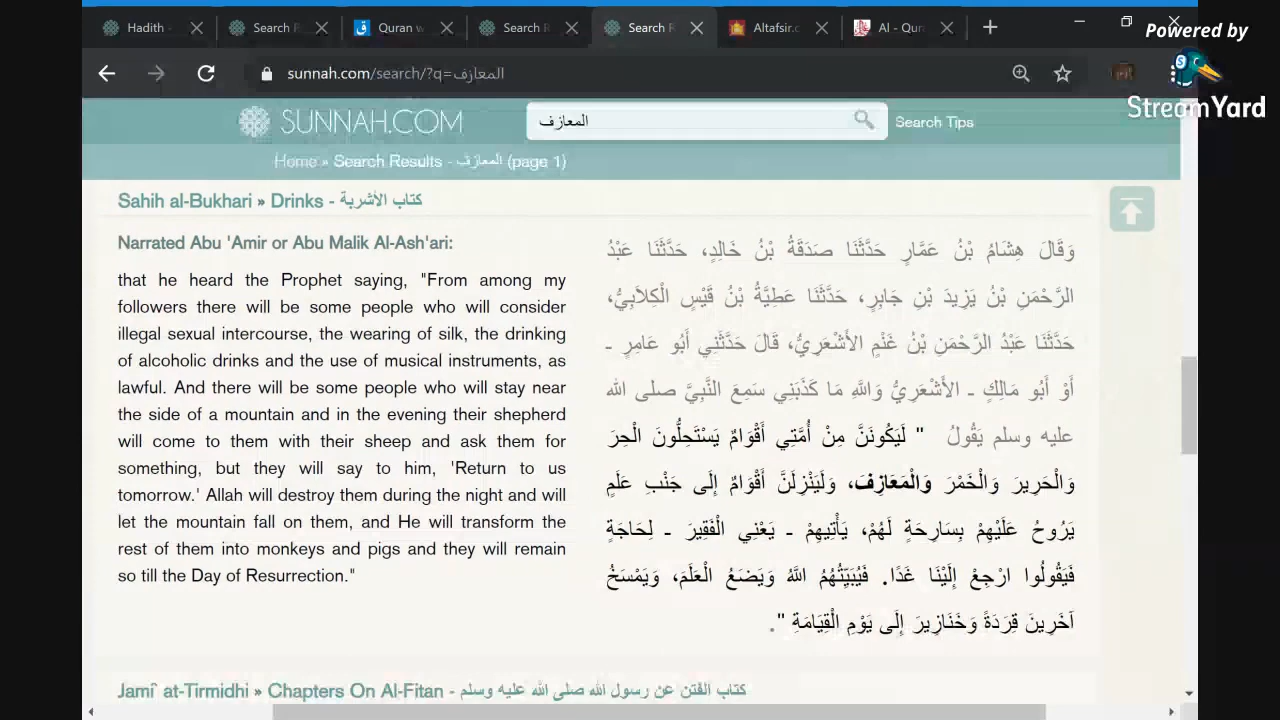 Hadith -
Search R
Quran w
Search R
Search R
Altafsir.c
Al - Qur
Powered by
StreamYard
sunnah.com/search/?q=المعازف
SUNNAH.COM
المعازف
Search Tips
Home » Search Results - المعازف (page 1)
Sahih al-Bukhari » Drinks - كتاب الأشربة
Narrated Abu 'Amir or Abu Malik Al-Ash'ari:
that he heard the Prophet saying, "From among my
followers there will be some people who will consider
illegal sexual intercourse, the wearing of silk, the drinking
of alcoholic drinks and the use of musical instruments, as
lawful. And there will be some people who will stay near
the side of a mountain and in the evening their shepherd
will come to them with their sheep and ask them for
something, but they will say to him, 'Return to us
tomorrow.' Allah will destroy them during the night and will
let the mountain fall on them, and He will transform the
rest of them into monkeys and pigs and they will remain
so till the Day of Resurrection."
وَقَالَ هِشَامُ بْنُ عَمَّارٍ حَدَّثَنَا صَدَقَةُ بْنُ خَالِدٍ، حَدَّثَنَا عَبْدُ
الرَّحْمَنِ بْنُ يَزِيدَ بْنِ جَابِرٍ، حَدَّثَنَا عَطِيَّةُ بْنُ قَيْسٍ الْكِلاَبِيُّ،
حَدَّثَنَا عَبْدُ الرَّحْمَنِ بْنُ غَنْمٍ الأَشْعَرِيُّ، قَالَ حَدَّثَنِي أَبُو عَامِرٍ ـ
أَوْ أَبُو مَالِكٍ ـ الأَشْعَرِيُّ وَاللَّهِ مَا كَذَبَنِي سَمِعَ النَّبِيَّ صلى الله
عليه وسلم يَقُولُ " لَيَكُونَنَّ مِنْ أُمَّتِي أَقْوَامٌ يَسْتَحِلُّونَ الْحِرَ
وَالْحَرِيرَ وَالْخَمْرَ وَالْمَعَازِفَ، وَلَيَنْزِلَنَّ أَقْوَامٌ إِلَى جَنْبِ عَلَمٍ
يَرُوحُ عَلَيْهِمْ بِسَارِحَةٍ لَهُمْ، يَأْتِيهِمْ ـ يَعْنِي الْفَقِيرَ ـ لِحَاجَةٍ
فَيَقُولُوا ارْجِعْ إِلَيْنَا غَدًا. فَيُبَيِّتُهُمُ اللَّهُ وَيَضَعُ الْعَلَمَ، وَيَمْسَخُ
آخَرِينَ قِرَدَةً وَخَنَازِيرَ إِلَى يَوْمِ الْقِيَامَةِ ".
Jami` at-Tirmidhi » Chapters On Al-Fitan - كتاب الفتن عن رسول الله صلى الله عليه وسلم